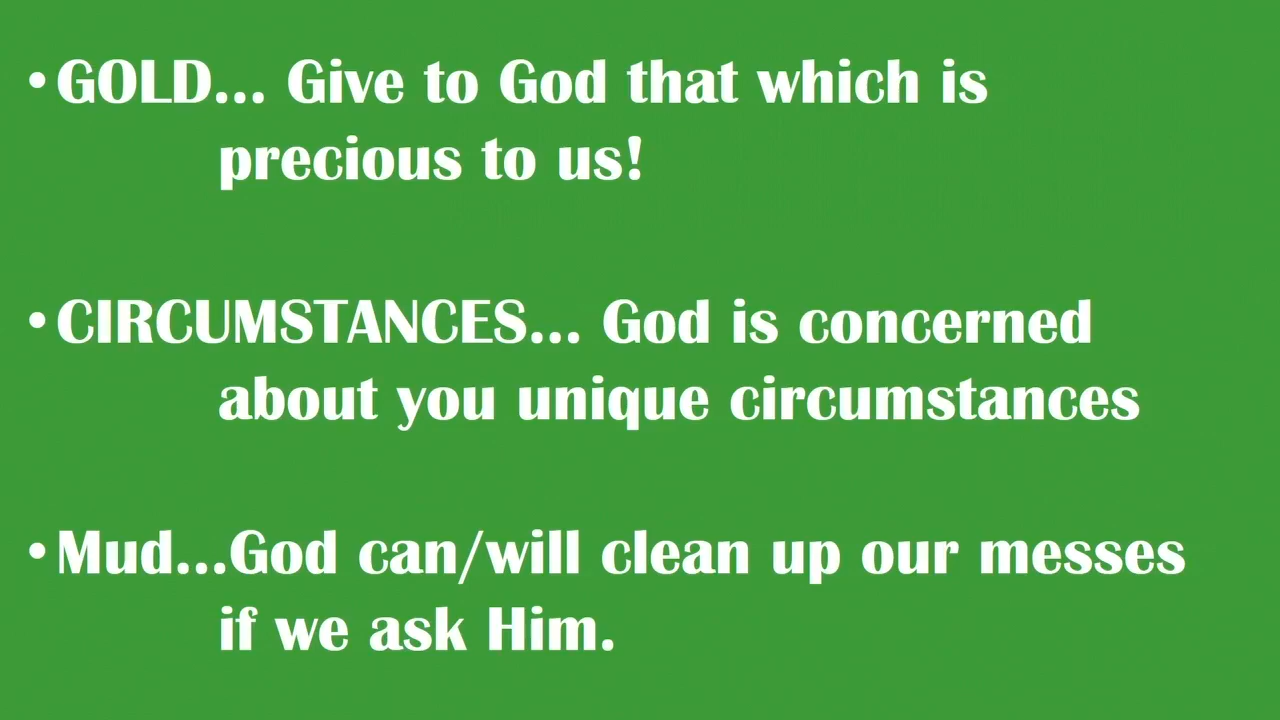 • GOLD... Give to God that which is
precious to us!
• CIRCUMSTANCES... God is concerned
about you unique circumstances
• Mud...God can/will clean up our messes
if we ask Him.